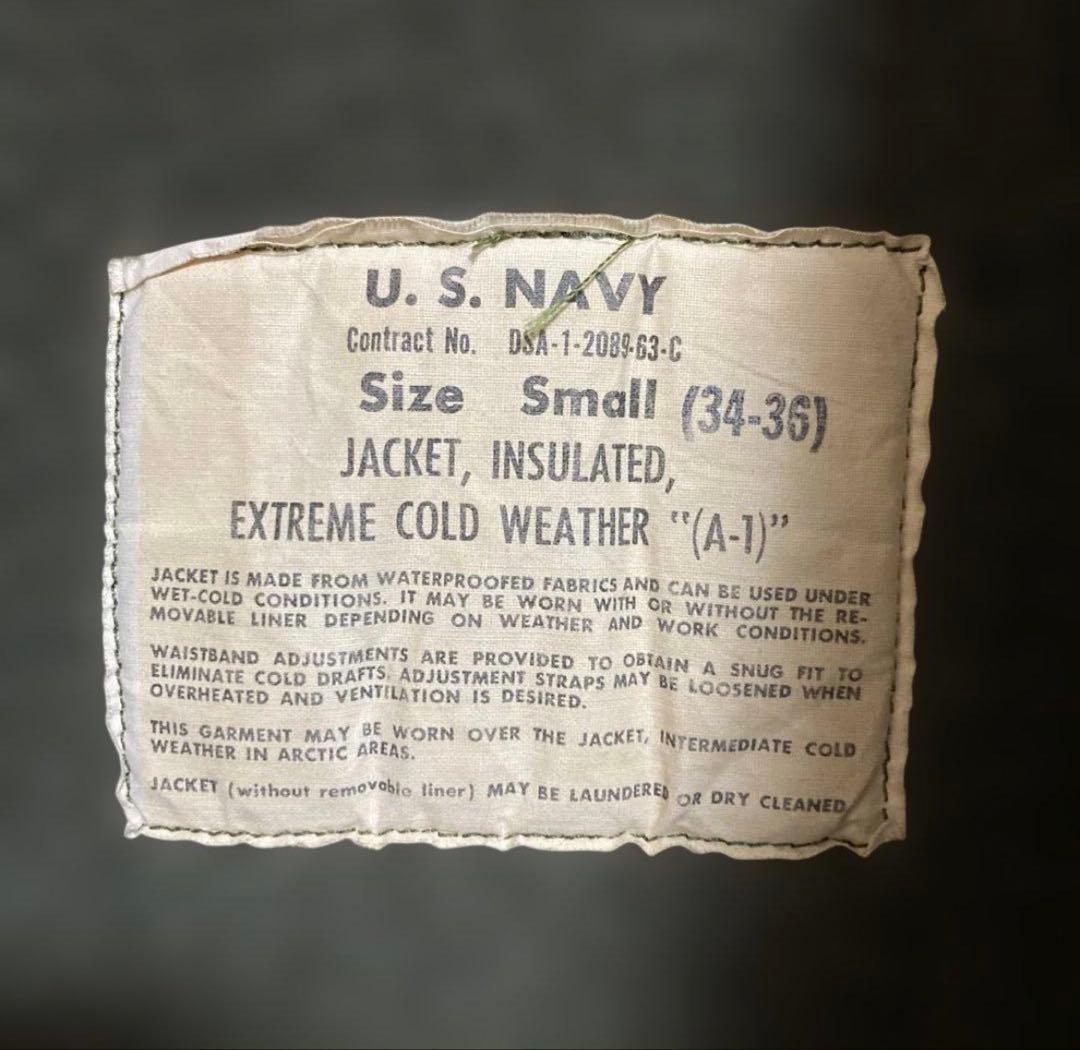 U. S. NAVY
Contract No. DSA-1-2089-63-C
Size Small (34-36)
JACKET, INSULATED,
EXTREME COLD WEATHER "(A-1)"
JACKET IS MADE FROM WATERPROOFED FABRICS AND CAN BE USED UNDER
WET-COLD CONDITIONS. IT MAY BE WORN WITH OR WITHOUT THE RE-
MOVABLE LINER DEPENDING ON WEATHER AND WORK CONDITIONS.
WAISTBAND ADJUSTMENTS ARE PROVIDED TO OBTAIN A SNUG FIT TO
ELIMINATE COLD DRAFTS. ADJUSTMENT STRAPS MAY BE LOOSENED WHEN
OVERHEATED AND VENTILATION IS DESIRED.
THIS GARMENT MAY BE WORN OVER THE JACKET, INTERMEDIATE COLD
WEATHER IN ARCTIC AREAS.
JACKET (without removable liner) MAY BE LAUNDERED OR DRY CLEANED